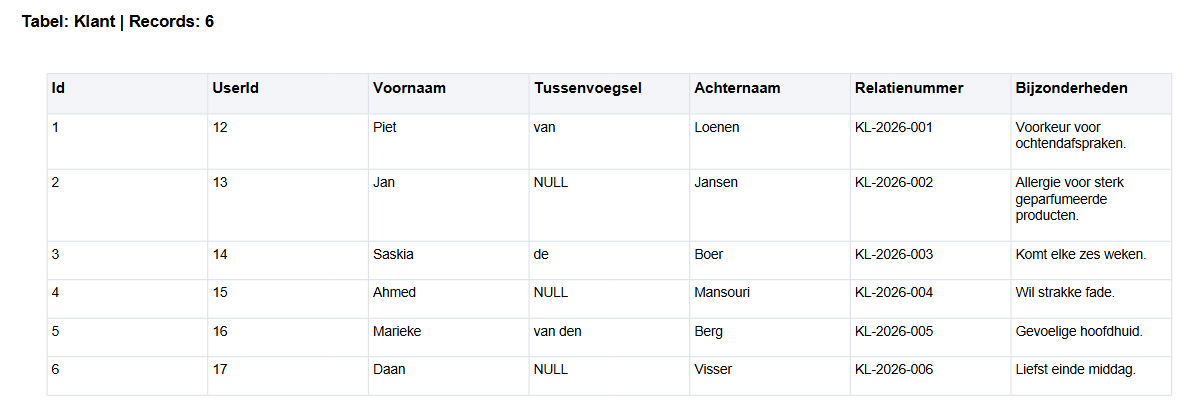 Tabel: Klant | Records: 6
Id UserId Voornaam Tussenvoegsel Achternaam Relatienummer Bijzonderheden
1 12 Piet van Loenen KL-2026-001 Voorkeur voor
ochtendafspraken.
2 13 Jan NULL Jansen KL-2026-002 Allergie voor sterk
geparfumeerde
producten.
3 14 Saskia de Boer KL-2026-003 Komt elke zes weken.
4 15 Ahmed NULL Mansouri KL-2026-004 Wil strakke fade.
5 16 Marieke van den Berg KL-2026-005 Gevoelige hoofdhuid.
6 17 Daan NULL Visser KL-2026-006 Liefst einde middag.